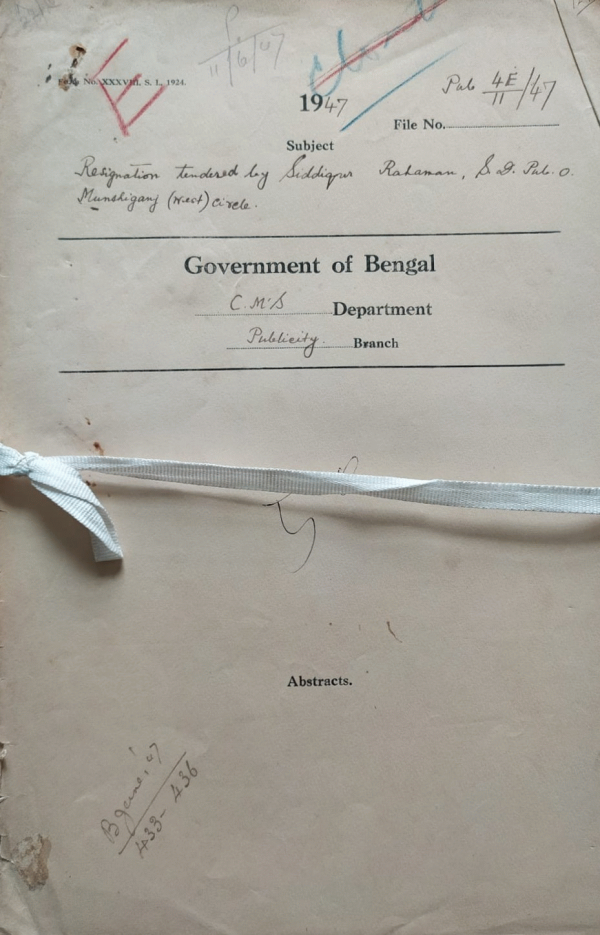 P
11/6/47
No. XXXVIII, S. L. 1924.
E
1947
Pub 4E/11/47
File No.
Subject
Resignation tendered by Siddiqur Rahaman, S. D. Pub. O.
Munshiganj (West) circle.
Government of Bengal
C. M's Department
Publicity Branch
Abstracts.
B June, 47
433-436